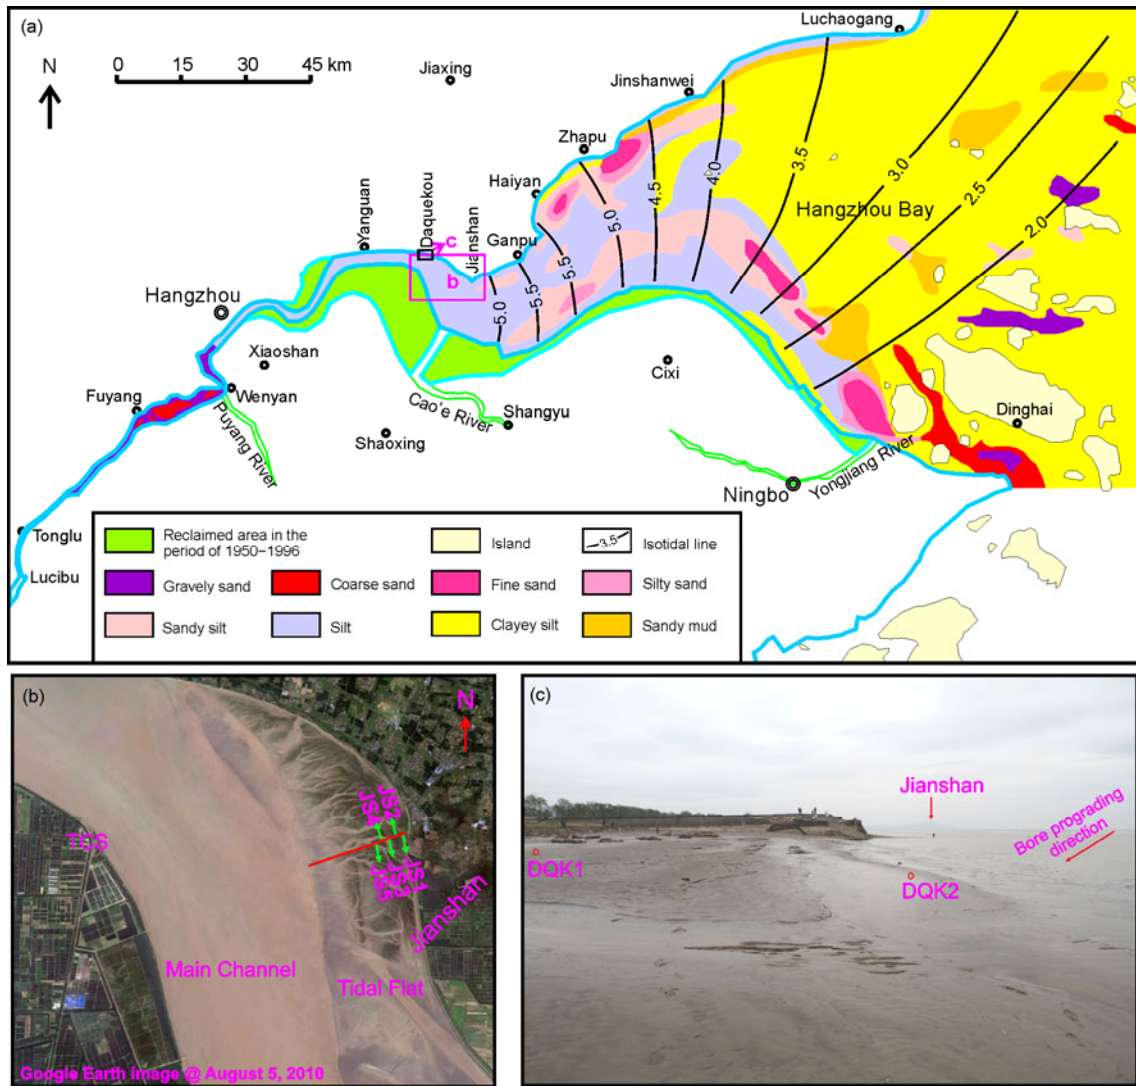 (a)
Luchaogang
N
0 15 30 45 km
Jiaxing
Jinshanwei
Zhapu
3.5
4.0
4.5
3.0
2.5
Haiyan
5.0
2.0
Hangzhou Bay
Yanguan
Daquekou
c
Jianshan
Ganpu
b
5.5
5.5
5.0
Hangzhou
Xiaoshan
Cixi
Fuyang
Wenyan
Puyang River
Cao'e River
Shangyu
Shaoxing
Dinghai
Yongjiang River
Ningbo
Tonglu
Lucibu
Reclaimed area in the
period of 1950–1996
Island
3.5
Isotidal line
Gravely sand
Coarse sand
Fine sand
Silty sand
Sandy silt
Silt
Clayey silt
Sandy mud
(b)
N
JS4
JS2
JS5
JS3
JS1
TCS
Jianshan
Main Channel
Tidal Flat
Google Earth image @ August 5, 2010
(c)
Jianshan
Bore prograding
direction
DQK1
DQK2